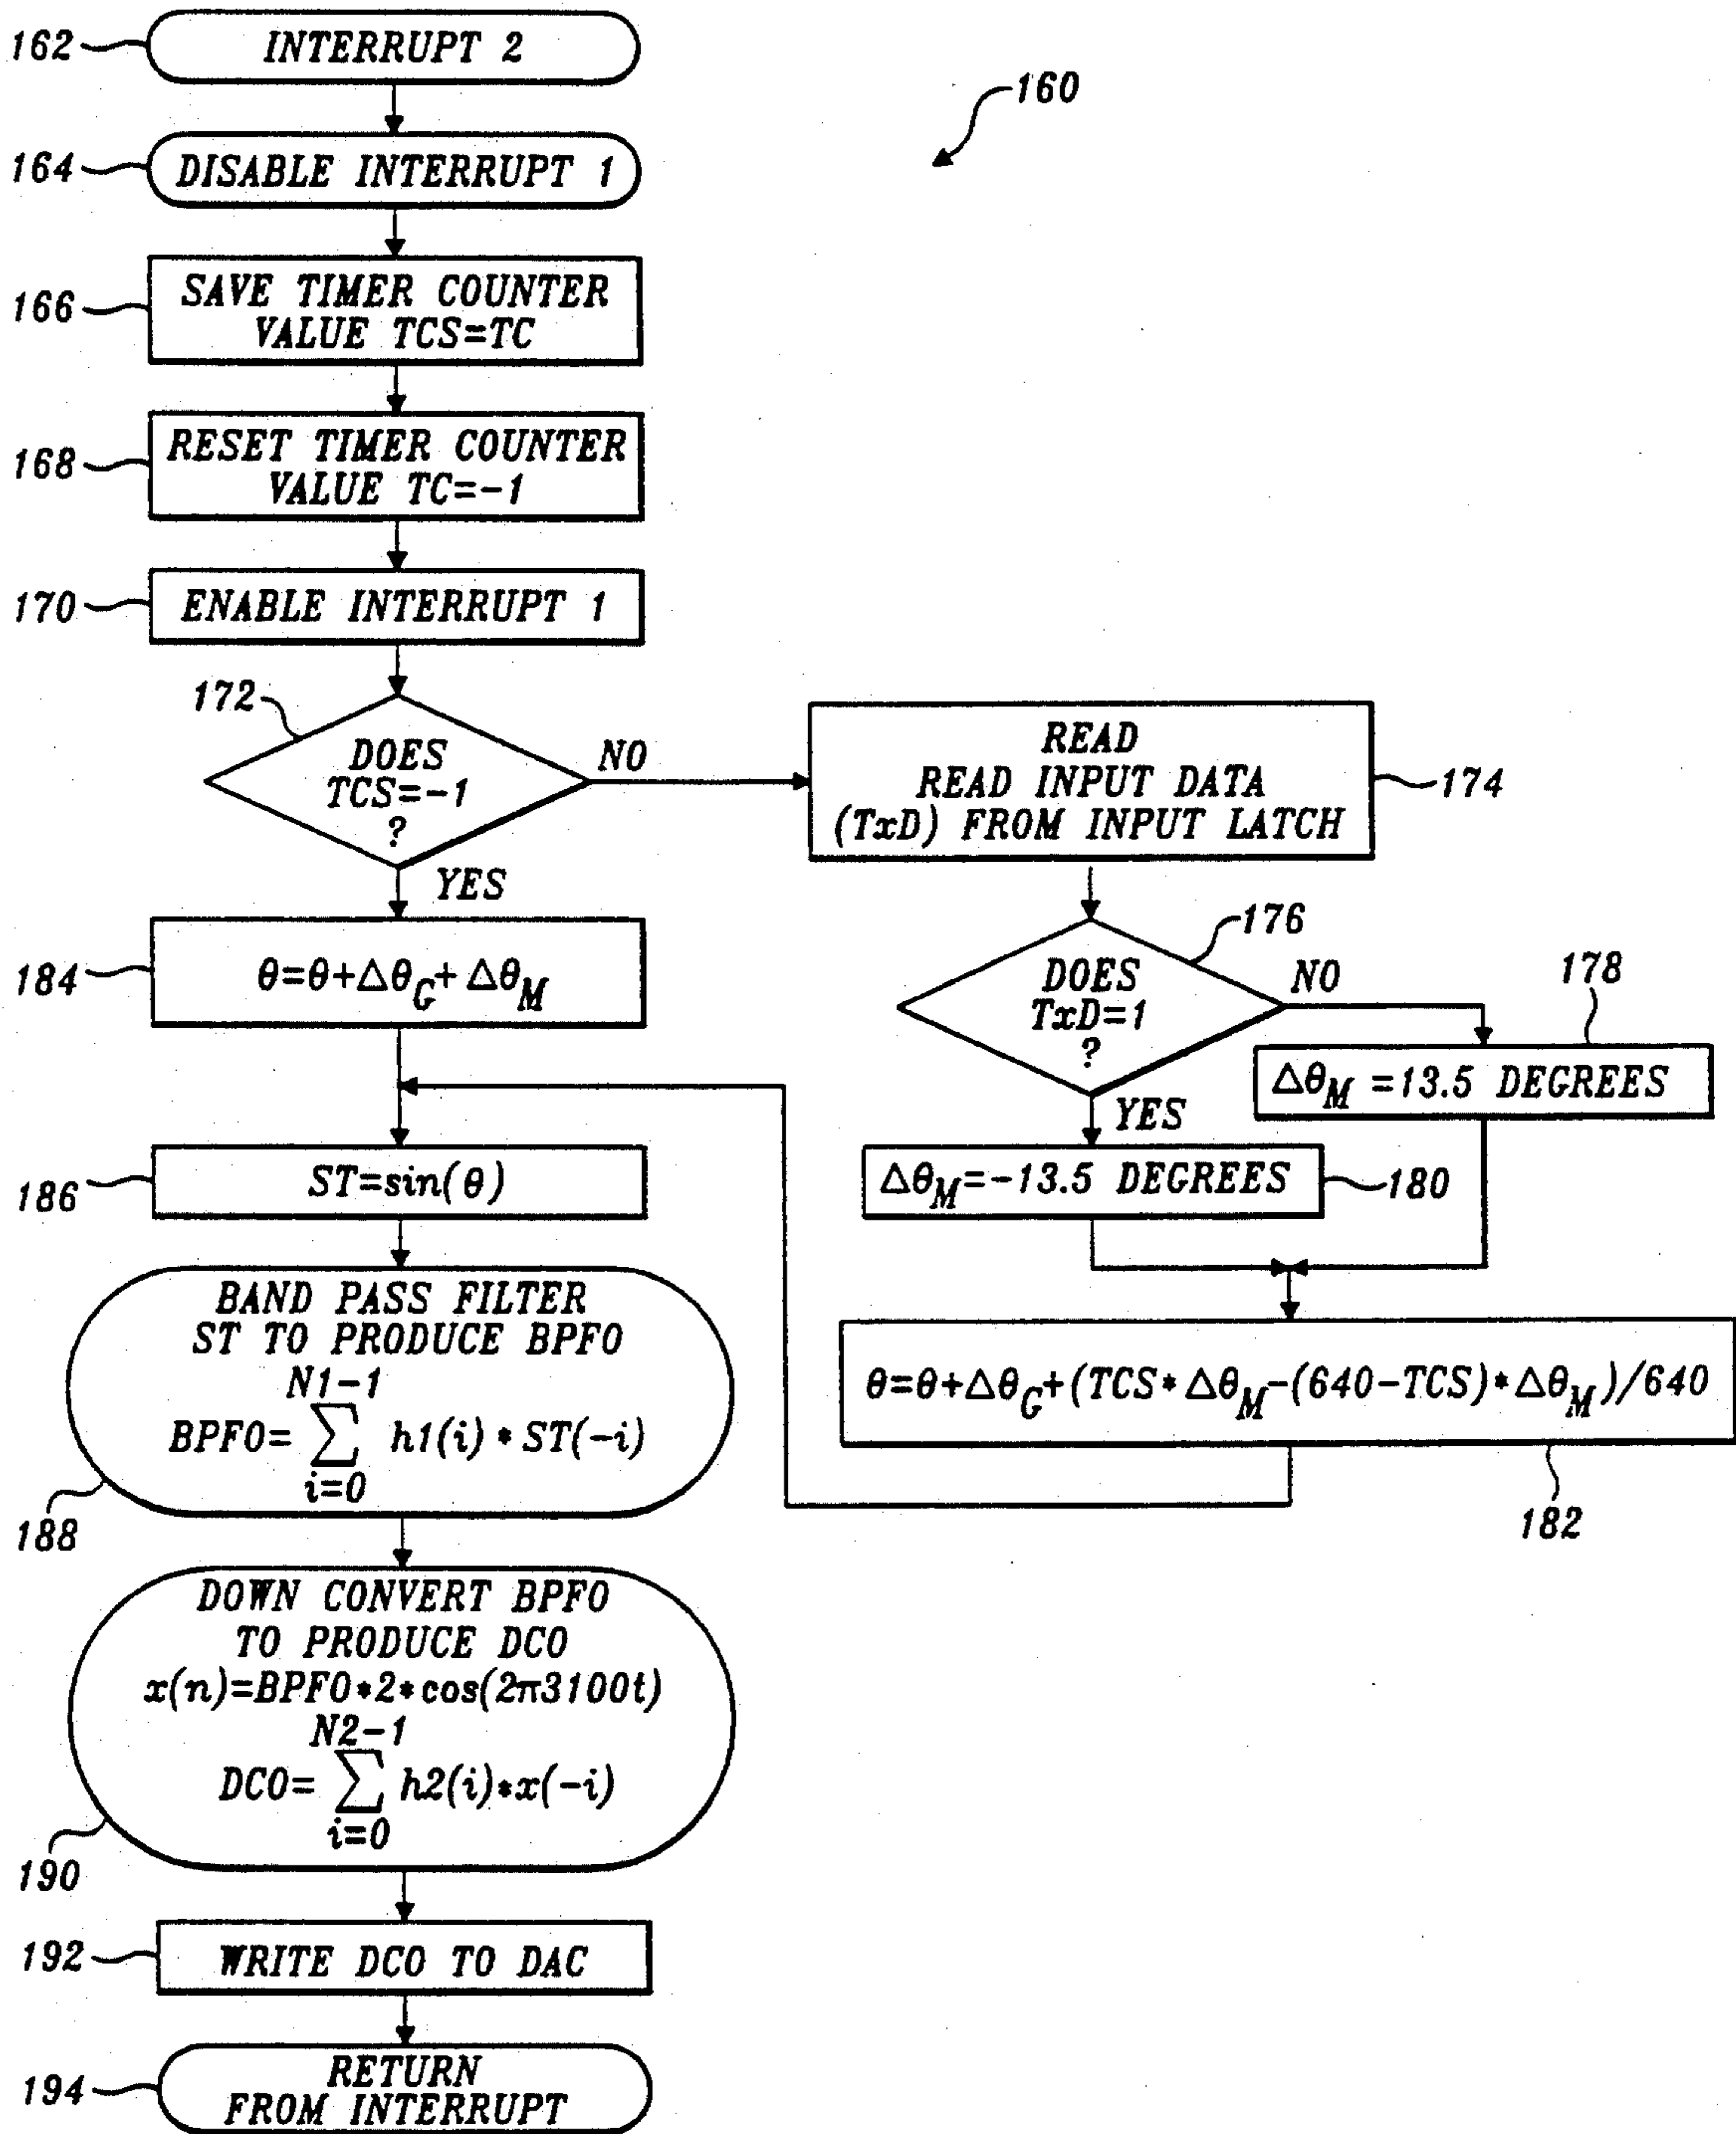 162
INTERRUPT 2
160
164
DISABLE INTERRUPT 1
166
SAVE TIMER COUNTER
VALUE TCS=TC
168
RESET TIMER COUNTER
VALUE TC=-1
170
ENABLE INTERRUPT 1
172
DOES
TCS=-1
?
NO
YES
READ
READ INPUT DATA
(TxD) FROM INPUT LATCH
174
176
DOES
TxD=1
?
NO
YES
178
Δθ_M =13.5 DEGREES
Δθ_M=-13.5 DEGREES
180
θ=θ+Δθ_G+(TCS*Δθ_M-(640-TCS)*Δθ_M)/640
182
184
θ=θ+Δθ_G+Δθ_M
186
ST=sin(θ)
BAND PASS FILTER
ST TO PRODUCE BPFO
N1-1
BPFO= ∑ h1(i)*ST(-i)
i=0
188
DOWN CONVERT BPFO
TO PRODUCE DCO
x(n)=BPFO*2*cos(2π3100t)
N2-1
DCO= ∑ h2(i)*x(-i)
i=0
190
192
WRITE DCO TO DAC
194
RETURN
FROM INTERRUPT